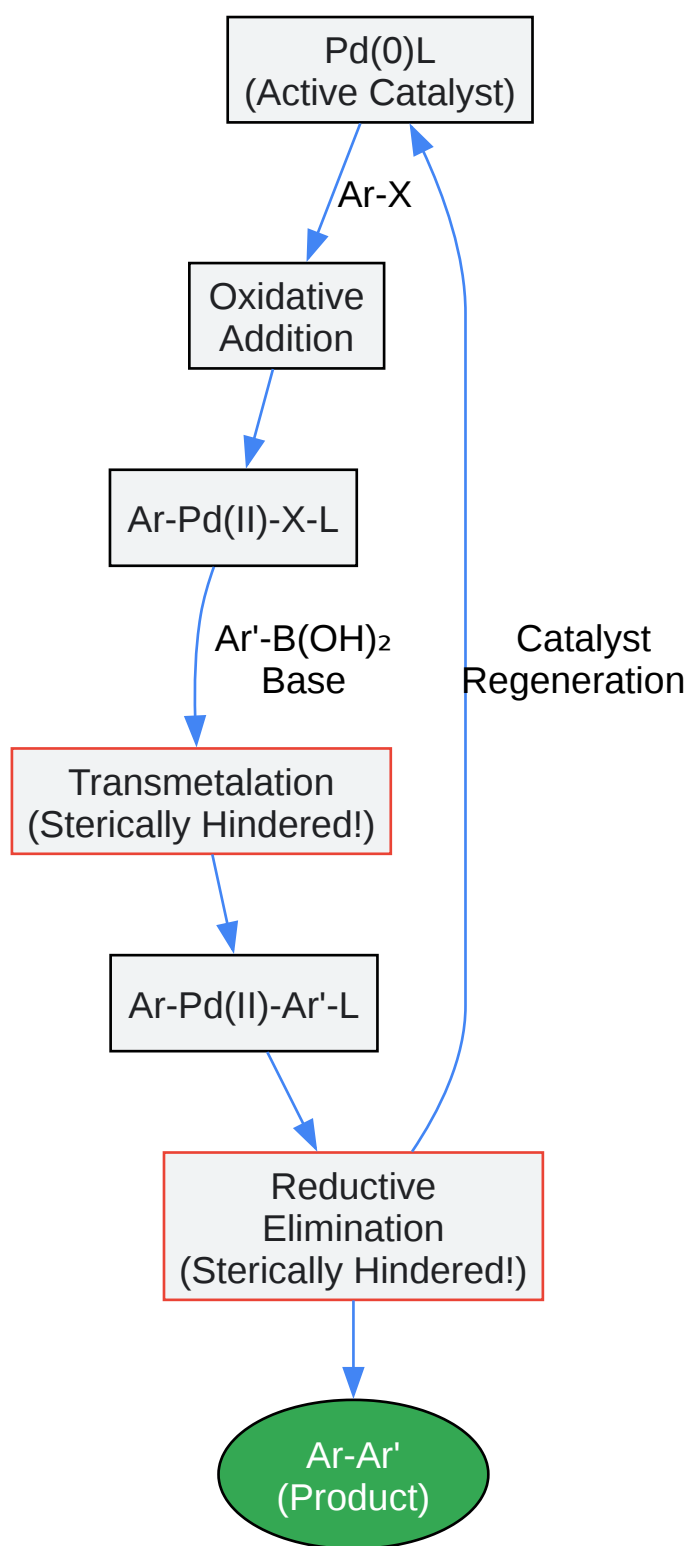 Pd(0)L
(Active Catalyst)
Ar-X
Oxidative
Addition
Ar-Pd(II)-X-L
Ar'-B(OH)₂
Base
Catalyst
Regeneration
Transmetalation
(Sterically Hindered!)
Ar-Pd(II)-Ar'-L
Reductive
Elimination
(Sterically Hindered!)
Ar-Ar'
(Product)